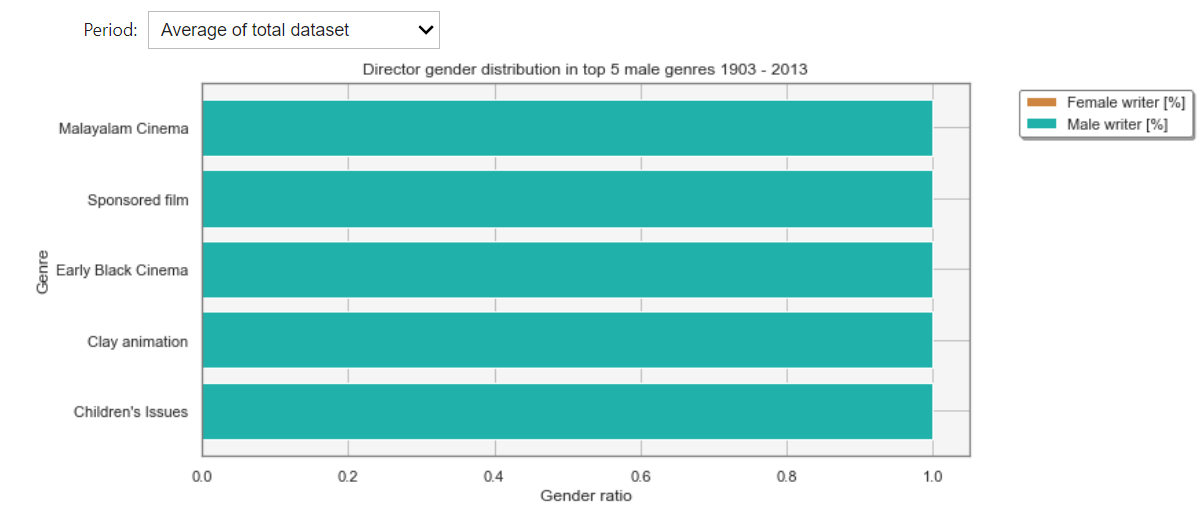 Period: Average of total dataset
Director gender distribution in top 5 male genres 1903 - 2013
Female writer [%]
Male writer [%]
Malayalam Cinema
Sponsored film
Early Black Cinema
Clay animation
Children's Issues
Genre
0.0 0.2 0.4 0.6 0.8 1.0
Gender ratio